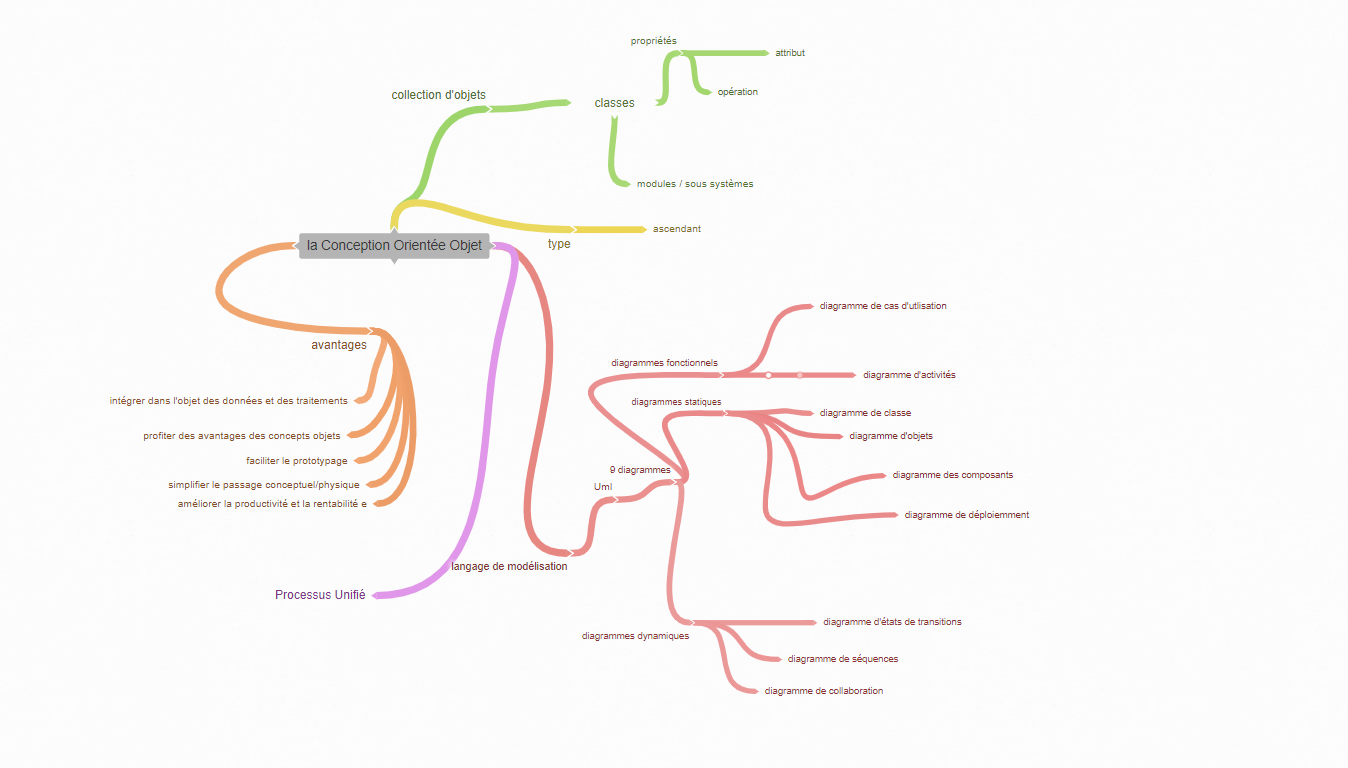 propriétés
attribut
opération
collection d'objets
classes
modules / sous systèmes
ascendant
type
la Conception Orientée Objet
avantages
intégrer dans l'objet des données et des traitements
profiter des avantages des concepts objets
faciliter le prototypage
simplifier le passage conceptuel/physique
améliorer la productivité et la rentabilité e
Processus Unifié
langage de modélisation
Uml
9 diagrammes
diagrammes fonctionnels
diagramme de cas d'utlisation
diagramme d'activités
diagrammes statiques
diagramme de classe
diagramme d'objets
diagramme des composants
diagramme de déploiemment
diagrammes dynamiques
diagramme d'états de transitions
diagramme de séquences
diagramme de collaboration